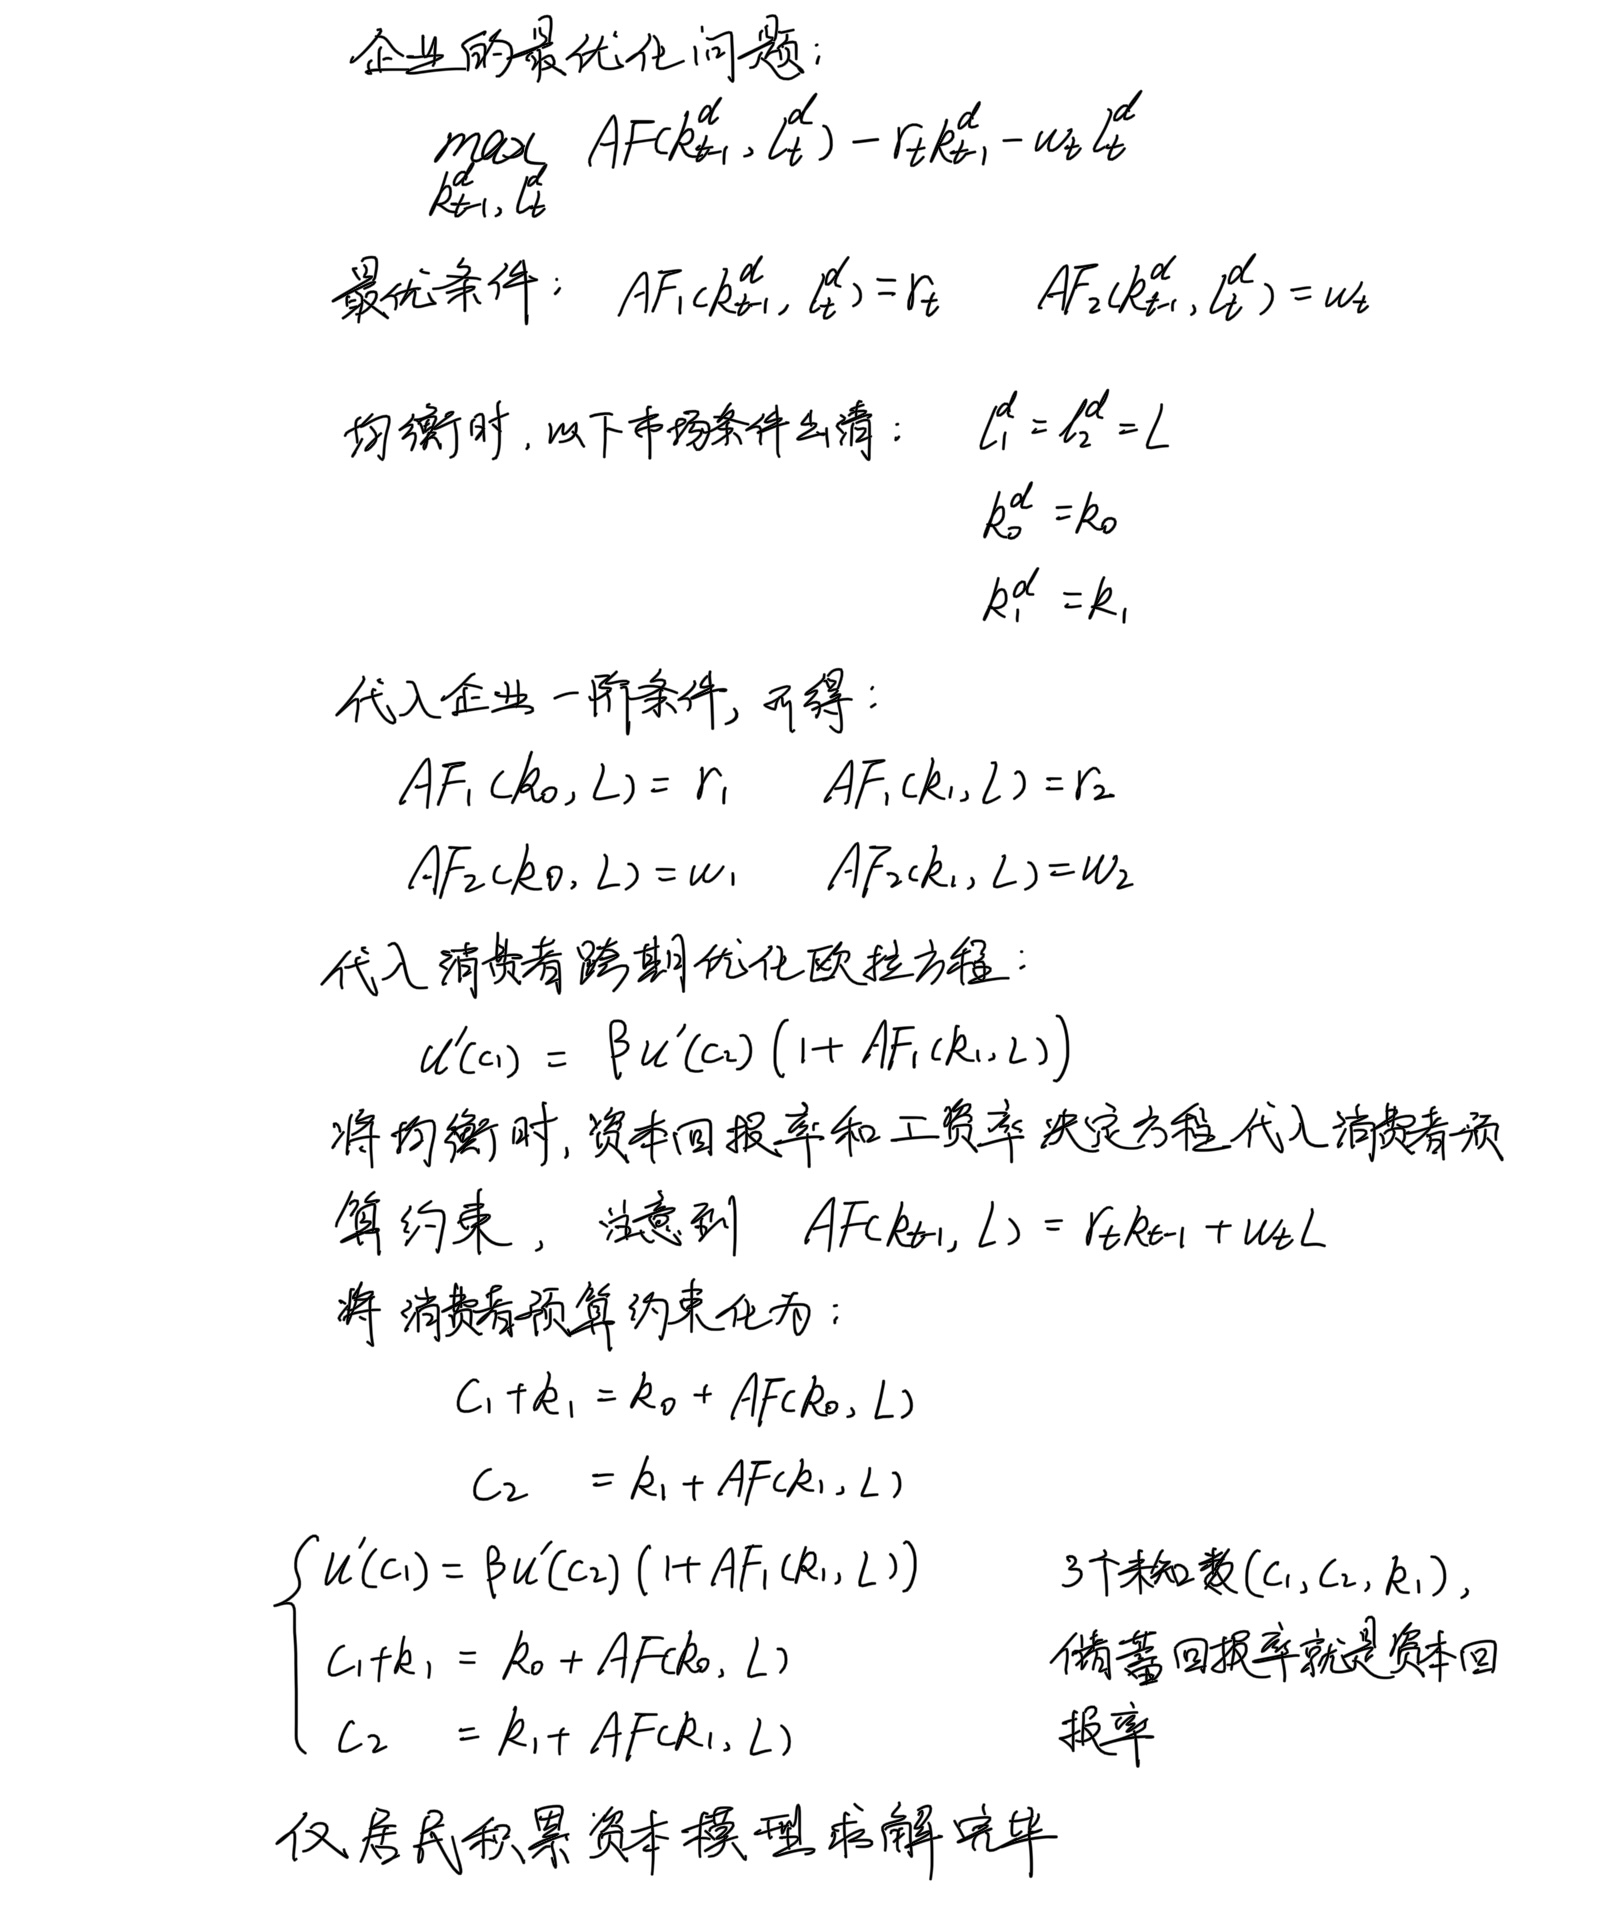 企业的最优化问题：
max AF(k_{t-1}^d, l_t^d) - r_t k_{t-1}^d - w_t l_t^d
k_{t-1}^d, l_t^d
最优条件： AF_1(k_{t-1}^d, l_t^d) = r_t AF_2(k_{t-1}^d, l_t^d) = w_t
均衡时，以下市场条件出清： l_1^d = l_2^d = L
k_0^d = k_0
k_1^d = k_1
代入企业一阶条件，可得：
AF_1(k_0, L) = r_1 AF_1(k_1, L) = r_2
AF_2(k_0, L) = w_1 AF_2(k_1, L) = w_2
代入消费者跨期优化欧拉方程：
u'(c_1) = βu'(c_2)(1 + AF_1(k_1, L))
将均衡时，资本回报率和工资率决定方程代入消费者预
算约束， 注意到 AF(k_{t-1}, L) = r_t k_{t-1} + w_t L
将消费者预算约束化为：
c_1 + k_1 = k_0 + AF(k_0, L)
c_2 = k_1 + AF(k_1, L)
u'(c_1) = βu'(c_2)(1 + AF_1(k_1, L)) 3个未知数(c_1, c_2, k_1),
c_1 + k_1 = k_0 + AF(k_0, L) 储蓄回报率就是资本回
c_2 = k_1 + AF(k_1, L) 报率
仅居民积累资本模型求解完毕